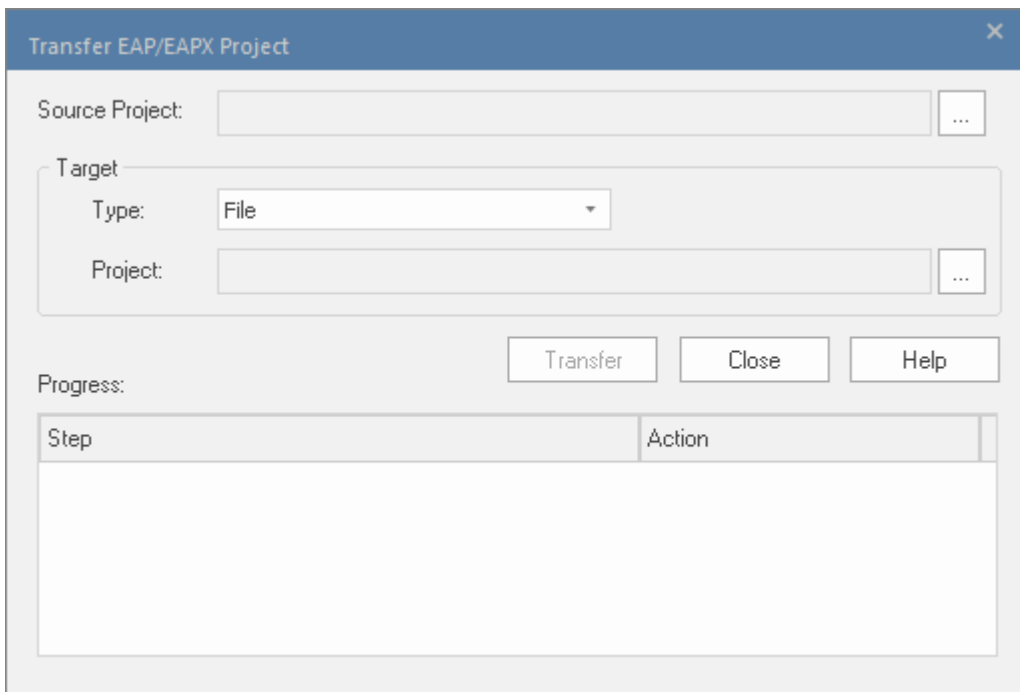 Transfer EAP/EAPX Project
Source Project:
...
Target
Type:
File
Project:
...
Transfer
Close
Help
Progress:
Step
Action